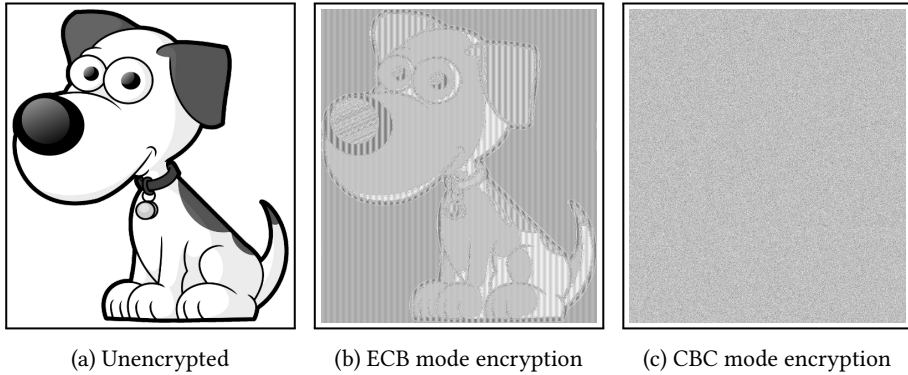 (a) Unencrypted
(b) ECB mode encryption
(c) CBC mode encryption